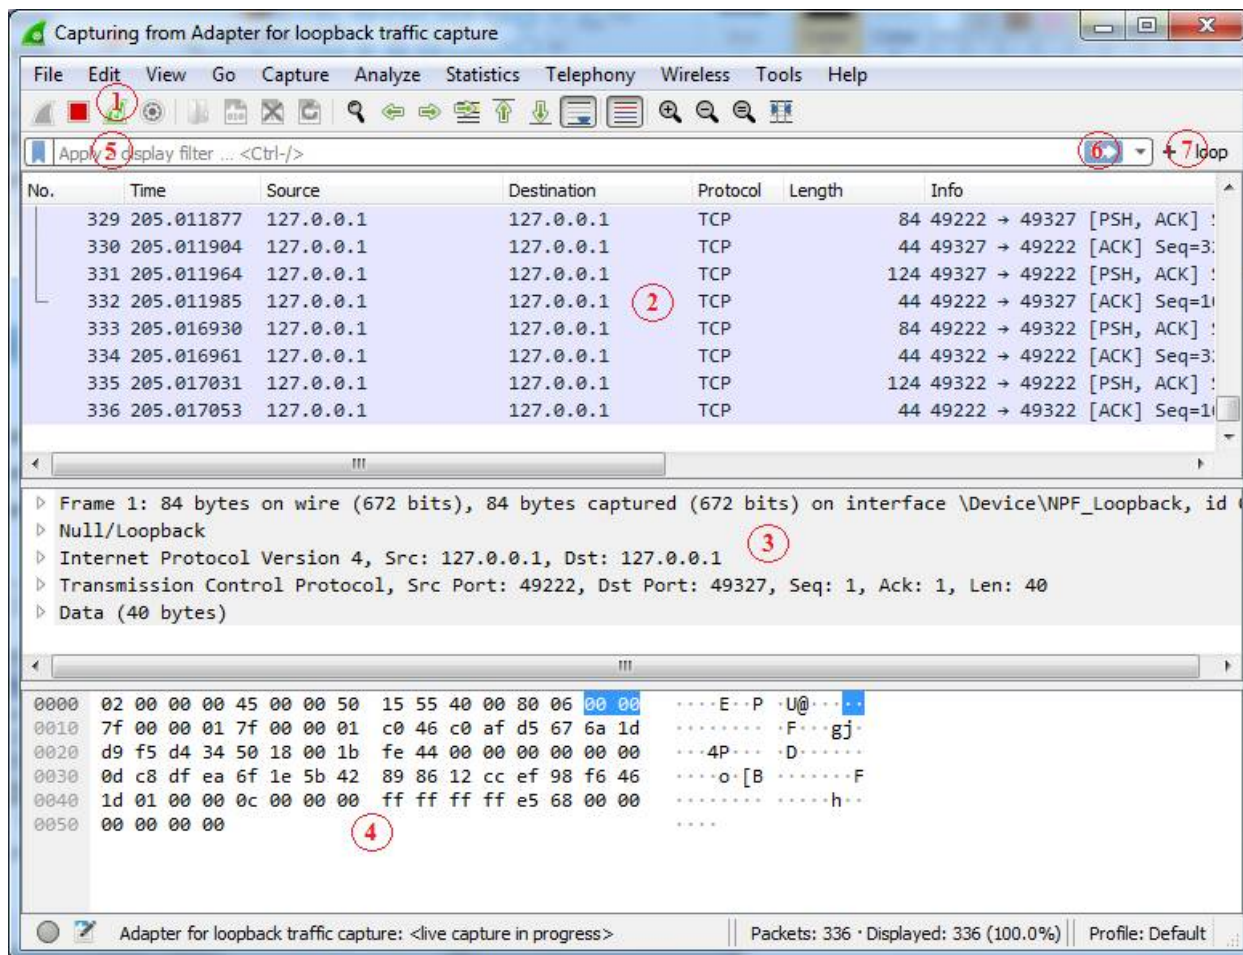 Capturing from Adapter for loopback traffic capture
File Edit View Go Capture Analyze Statistics Telephony Wireless Tools Help
1
Apply a display filter ... <Ctrl-/>
5 6 7 + loop
No. Time Source Destination Protocol Length Info
329 205.011877 127.0.0.1 127.0.0.1 TCP 84 49222 → 49327 [PSH, ACK]
330 205.011904 127.0.0.1 127.0.0.1 TCP 44 49327 → 49222 [ACK] Seq=3
331 205.011964 127.0.0.1 127.0.0.1 TCP 124 49327 → 49222 [PSH, ACK]
332 205.011985 127.0.0.1 127.0.0.1 TCP 44 49222 → 49327 [ACK] Seq=1
2
333 205.016930 127.0.0.1 127.0.0.1 TCP 84 49222 → 49322 [PSH, ACK]
334 205.016961 127.0.0.1 127.0.0.1 TCP 44 49322 → 49222 [ACK] Seq=3
335 205.017031 127.0.0.1 127.0.0.1 TCP 124 49322 → 49222 [PSH, ACK]
336 205.017053 127.0.0.1 127.0.0.1 TCP 44 49222 → 49322 [ACK] Seq=1
Frame 1: 84 bytes on wire (672 bits), 84 bytes captured (672 bits) on interface \Device\NPF_Loopback, id
Null/Loopback
3
Internet Protocol Version 4, Src: 127.0.0.1, Dst: 127.0.0.1
Transmission Control Protocol, Src Port: 49222, Dst Port: 49327, Seq: 1, Ack: 1, Len: 40
Data (40 bytes)
0000 02 00 00 00 45 00 00 50 15 55 40 00 80 06 00 00 ····E··P ·U@·····
0010 7f 00 00 01 7f 00 00 01 c0 46 c0 af d5 67 6a 1d ········ ·F···gj·
0020 d9 f5 d4 34 50 18 00 1b fe 44 00 00 00 00 00 00 ···4P··· ·D······
0030 0d c8 df ea 6f 1e 5b 42 89 86 12 cc ef 98 f6 46 ····o·[B ·······F
0040 1d 01 00 00 0c 00 00 00 ff ff ff ff e5 68 00 00 ········ ·····h··
0050 00 00 00 00 ····
4
Adapter for loopback traffic capture: <live capture in progress> Packets: 336 · Displayed: 336 (100.0%) Profile: Default